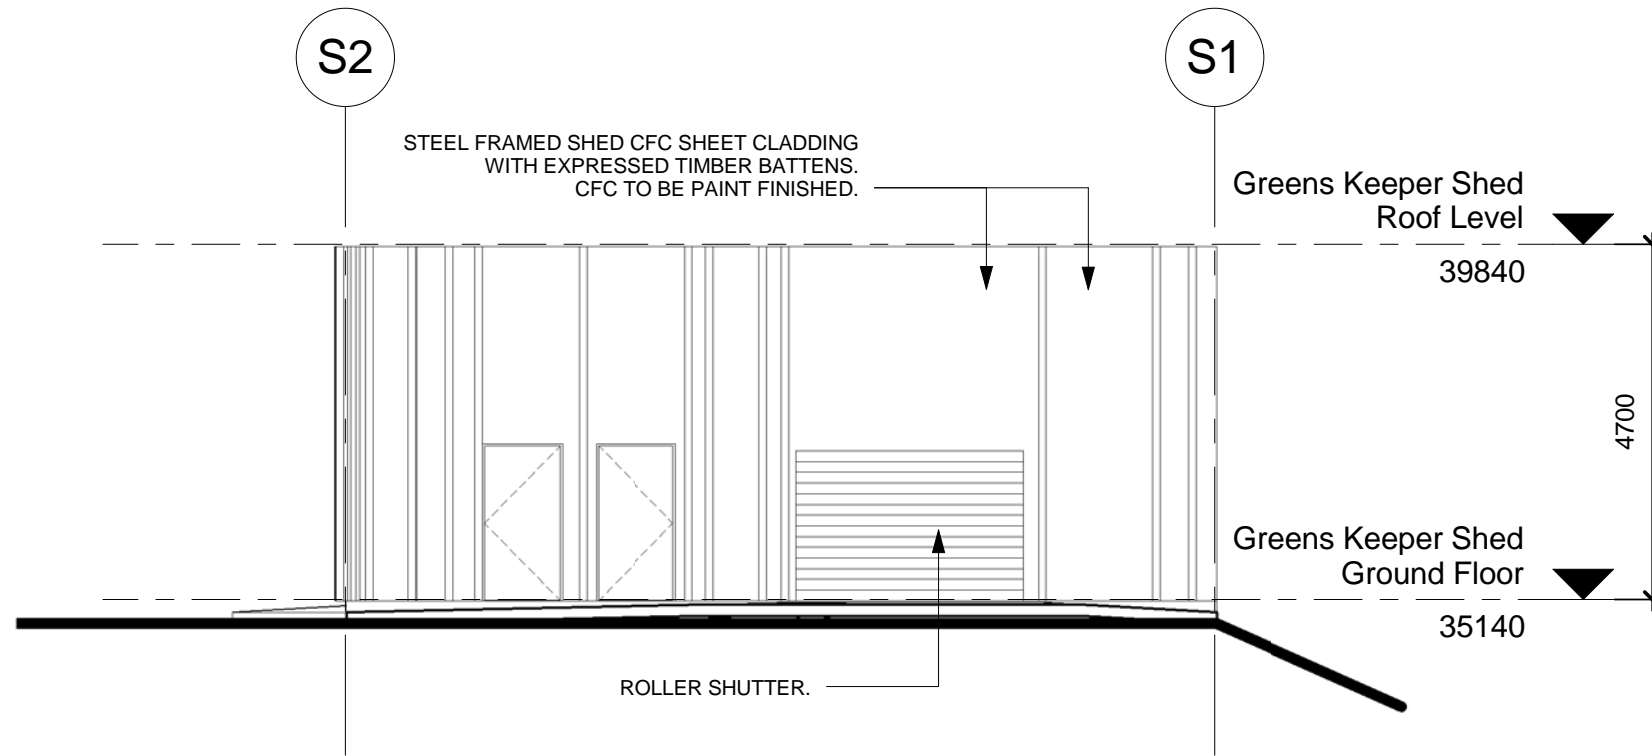 S2
S1
STEEL FRAMED SHED CFC SHEET CLADDING
WITH EXPRESSED TIMBER BATTENS.
CFC TO BE PAINT FINISHED.
Greens Keeper Shed
Roof Level
39840
4700
Greens Keeper Shed
Ground Floor
35140
ROLLER SHUTTER.